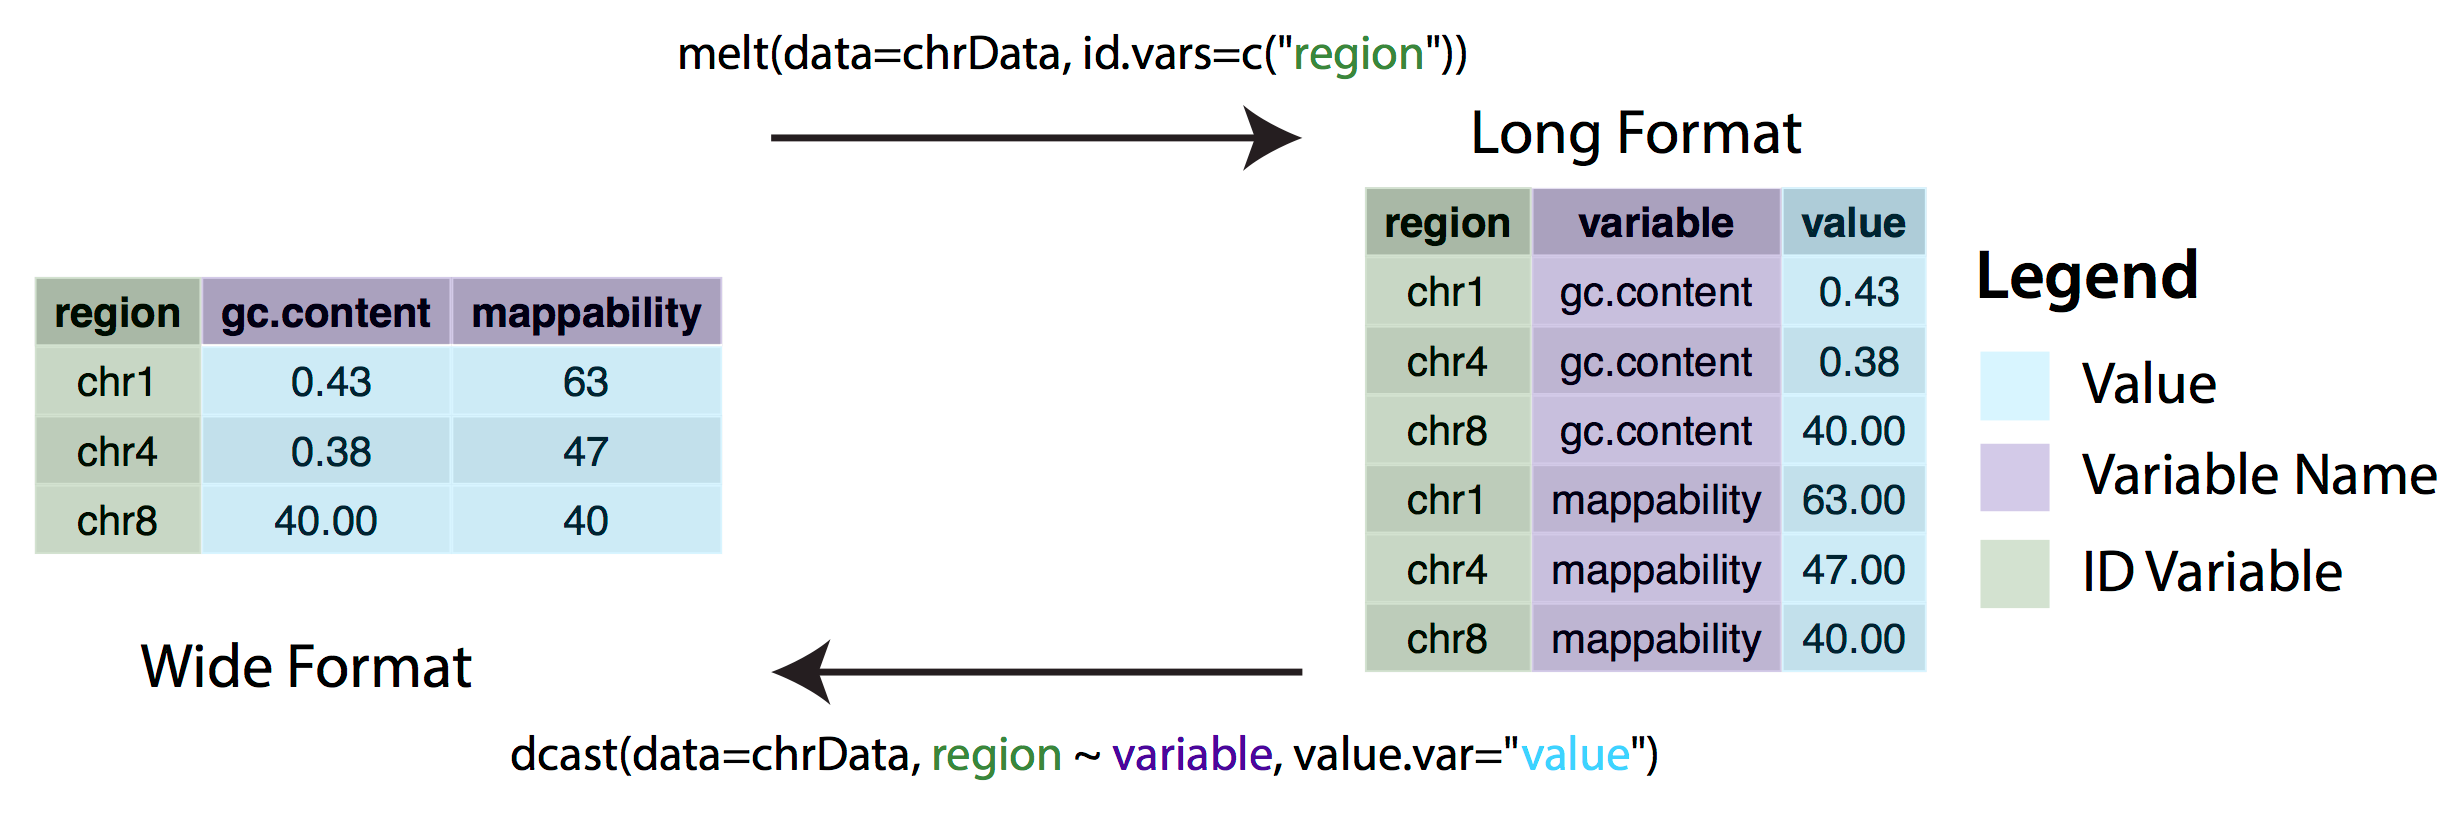 melt(data=chrData, id.vars=c("region"))
Long Format
region variable value
chr1 gc.content 0.43
chr4 gc.content 0.38
chr8 gc.content 40.00
chr1 mappability 63.00
chr4 mappability 47.00
chr8 mappability 40.00
Legend
Value
Variable Name
ID Variable
region gc.content mappability
chr1 0.43 63
chr4 0.38 47
chr8 40.00 40
Wide Format
dcast(data=chrData, region ~ variable, value.var="value")